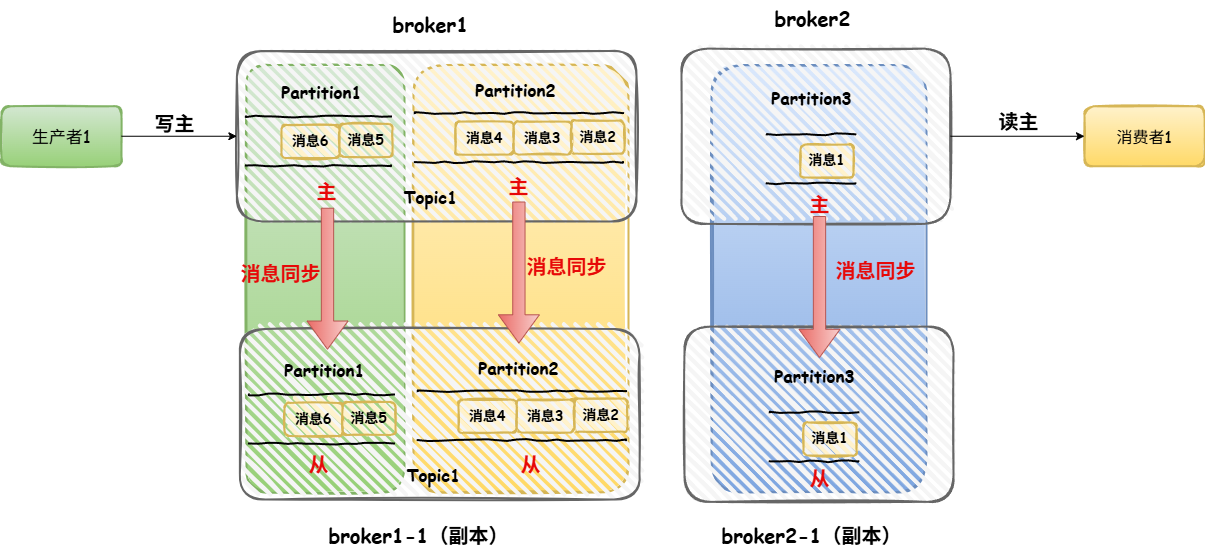 broker1
broker2
生产者1
写主
Partition1
消息6
消息5
Partition2
消息4
消息3
消息2
Partition3
消息1
读主
消费者1
主
主
Topic1
主
消息同步
消息同步
消息同步
Partition1
消息6
消息5
Partition2
消息4
消息3
消息2
Partition3
消息1
从
从
Topic1
从
broker1-1（副本）
broker2-1（副本）